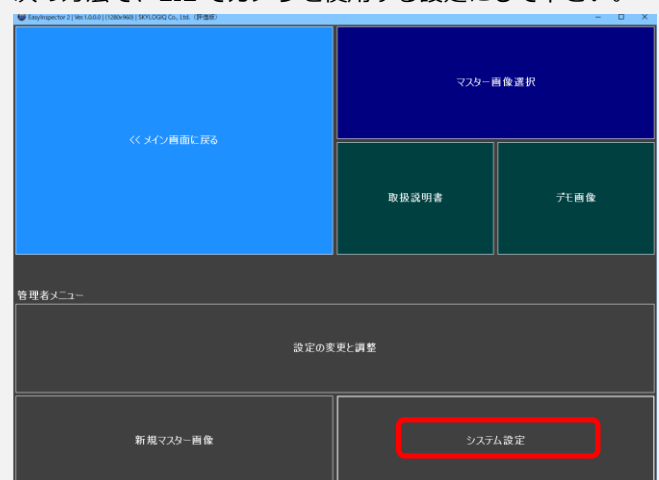 EasyInspector 2 | Ver.1.0.0.0 | (1280x960) | SKYLOGIQ Co., Ltd. (評価版)
マスター画像選択
<< メイン画面に戻る
取扱説明書
デモ画像
管理者メニュー
設定の変更と調整
新規マスター画像
システム設定